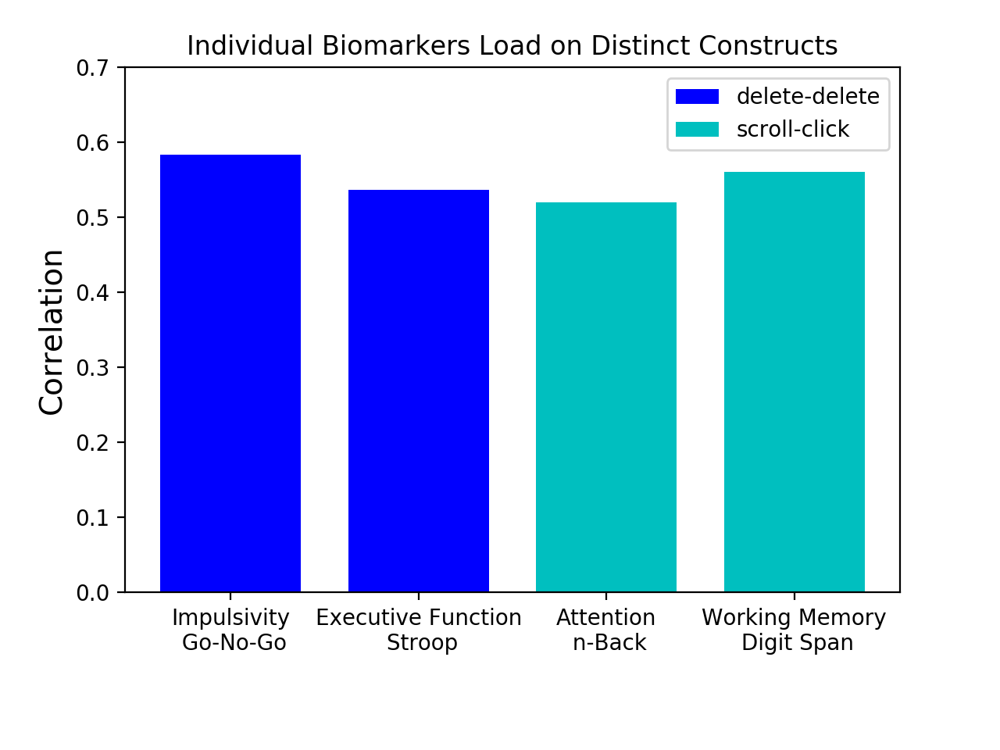 Individual Biomarkers Load on Distinct Constructs
delete-delete
scroll-click
Correlation
0.7
0.6
0.5
0.4
0.3
0.2
0.1
0.0
Impulsivity
Go-No-Go
Executive Function
Stroop
Attention
n-Back
Working Memory
Digit Span